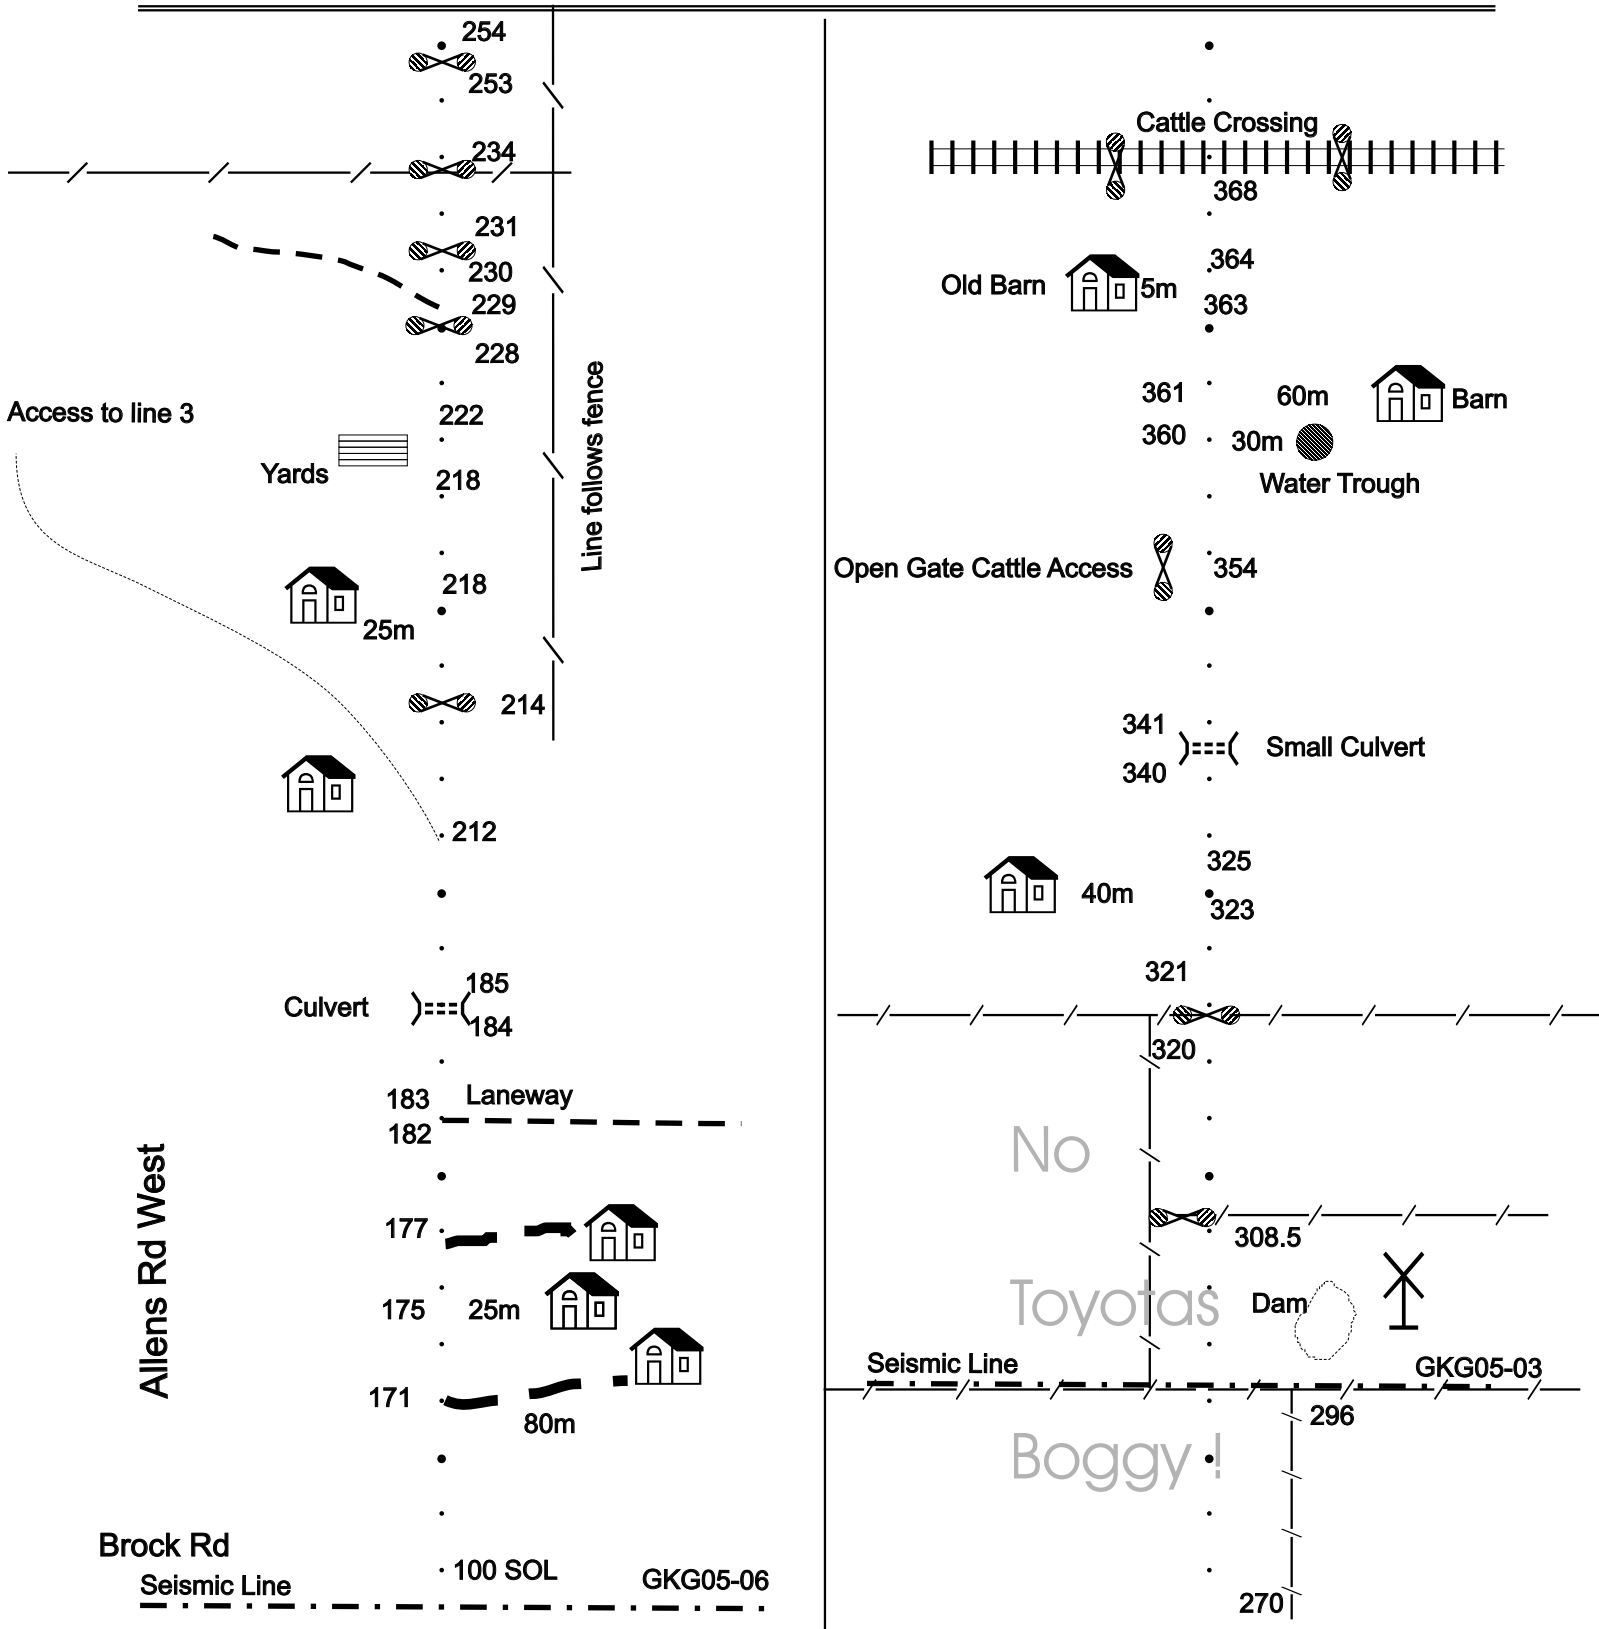 254
253
234
231
230
229
228
Access to line 3
222
Yards
218
Line follows fence
218
25m
214
212
185
Culvert
184
183
Laneway
182
Allens Rd West
177
175
25m
171
80m
Brock Rd
100 SOL
Seismic Line
GKG05-06
Cattle Crossing
368
364
Old Barn
5m
363
361
60m
Barn
360
30m
Water Trough
Open Gate Cattle Access
354
341
Small Culvert
340
325
40m
323
321
320
No
308.5
Toyotas
Dam
Seismic Line
GKG05-03
296
Boggy !
270